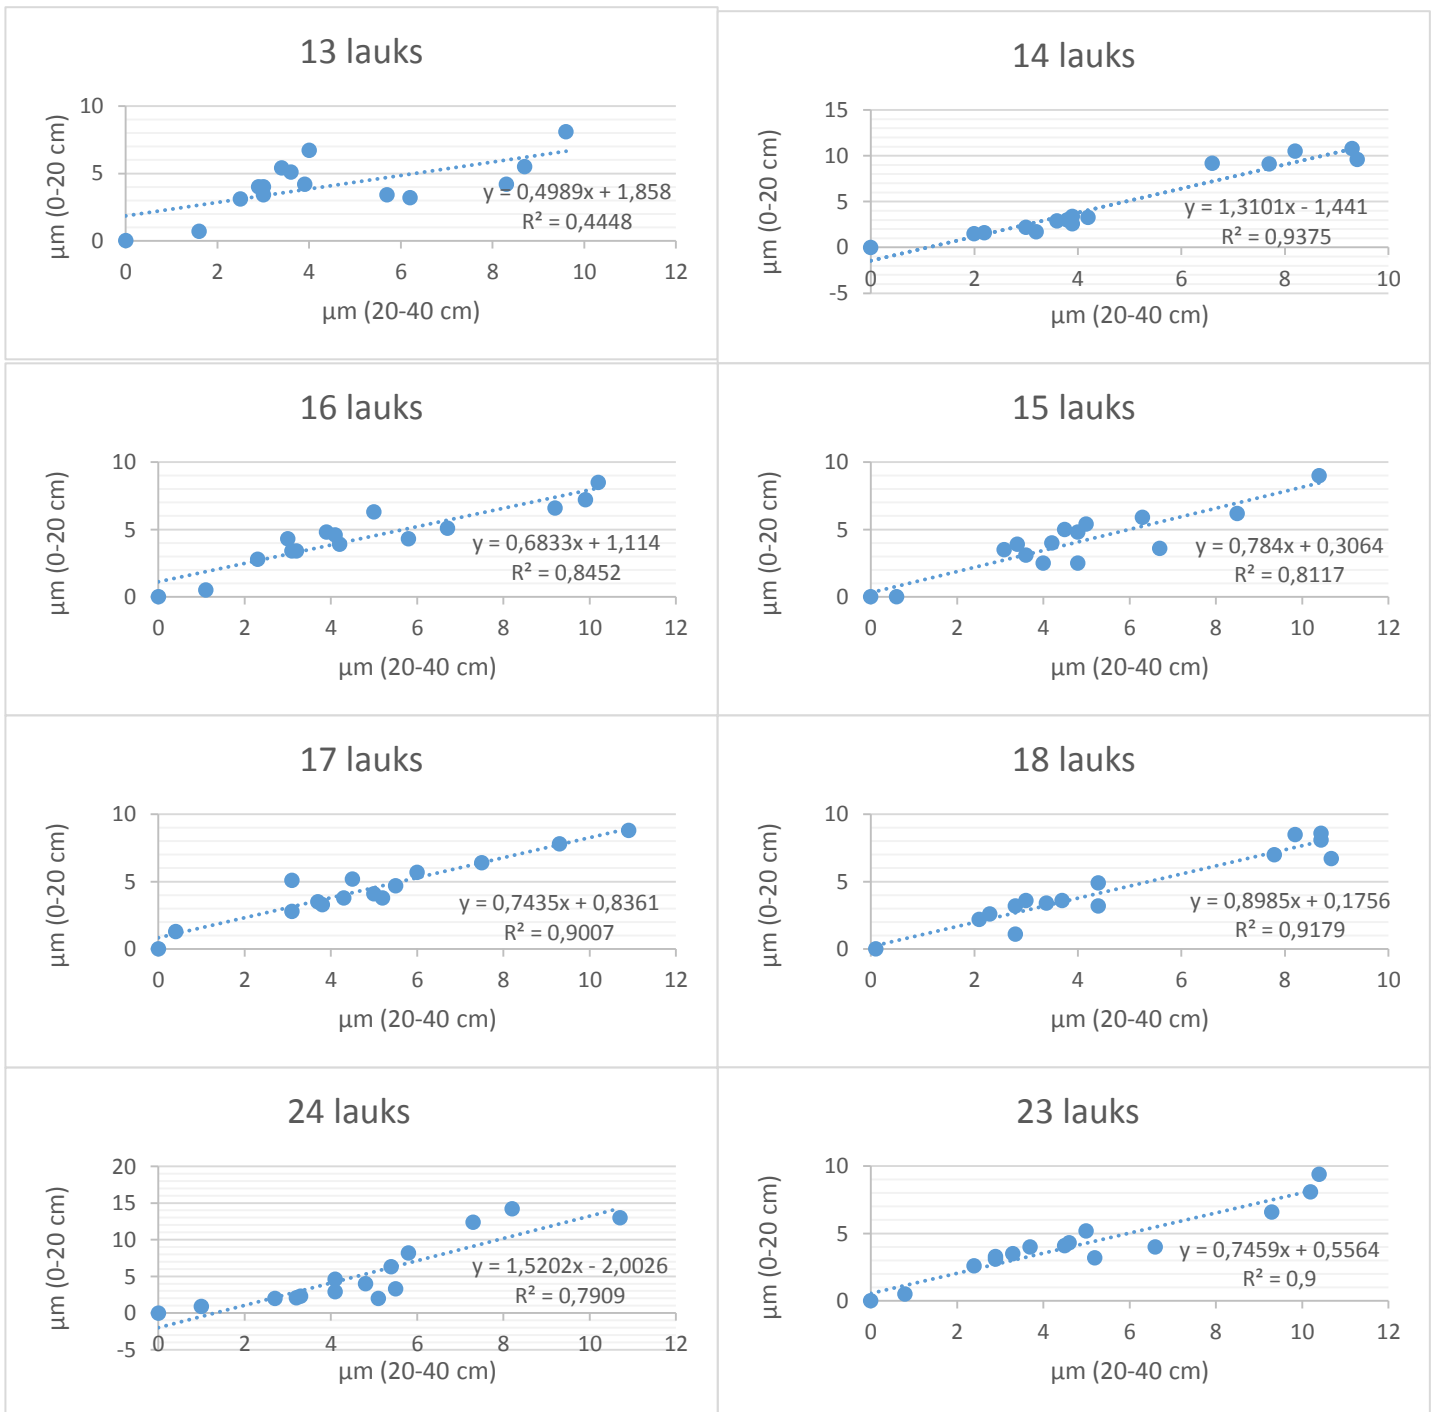 13 lauks
10
5
0
0 2 4 6 8 10 12
µm (0-20 cm)
µm (20-40 cm)
y = 0,4989x + 1,858
R² = 0,4448
14 lauks
15
10
5
0
-5
0 2 4 6 8 10
µm (0-20 cm)
µm (20-40 cm)
y = 1,3101x - 1,441
R² = 0,9375
16 lauks
10
5
0
0 2 4 6 8 10 12
µm (0-20 cm)
µm (20-40 cm)
y = 0,6833x + 1,114
R² = 0,8452
15 lauks
10
5
0
0 2 4 6 8 10 12
µm (0-20 cm)
µm (20-40 cm)
y = 0,784x + 0,3064
R² = 0,8117
17 lauks
10
5
0
0 2 4 6 8 10 12
µm (0-20 cm)
µm (20-40 cm)
y = 0,7435x + 0,8361
R² = 0,9007
18 lauks
10
5
0
0 2 4 6 8 10
µm (0-20 cm)
µm (20-40 cm)
y = 0,8985x + 0,1756
R² = 0,9179
24 lauks
20
15
10
5
0
-5
0 2 4 6 8 10 12
µm (0-20 cm)
µm (20-40 cm)
y = 1,5202x - 2,0026
R² = 0,7909
23 lauks
10
5
0
0 2 4 6 8 10 12
µm (0-20 cm)
µm (20-40 cm)
y = 0,7459x + 0,5564
R² = 0,9